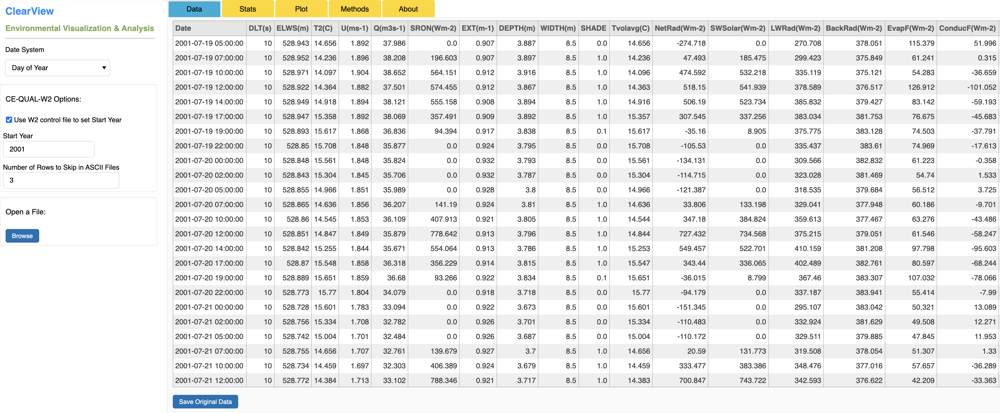 ClearView
Environmental Visualization & Analysis
Date System
Day of Year
CE-QUAL-W2 Options:
Use W2 control file to set Start Year
Start Year
2001
Number of Rows to Skip in ASCII Files
3
Open a File:
Browse
Data Stats Plot Methods About
Date DLT(s) ELWS(m) T2(C) U(ms-1) Q(m3s-1) SRON(Wm-2) EXT(m-1) DEPTH(m) WIDTH(m) SHADE Tvolavg(C) NetRad(Wm-2) SWSolar(Wm-2) LWRad(Wm-2) BackRad(Wm-2) EvapF(Wm-2) ConducF(Wm-2)
2001-07-19 05:00:00 10 528.943 14.656 1.892 37.986 0.0 0.907 3.887 8.5 0.0 14.656 -274.718 0.0 270.708 378.051 115.379 51.996
2001-07-19 07:00:00 10 528.952 14.236 1.896 38.208 196.603 0.907 3.897 8.5 1.0 14.236 47.493 185.475 299.423 375.849 61.241 0.315
2001-07-19 10:00:00 10 528.971 14.097 1.904 38.652 564.151 0.912 3.916 8.5 1.0 14.096 474.592 532.218 335.119 375.121 54.283 -36.659
2001-07-19 12:00:00 10 528.922 14.364 1.882 37.501 574.455 0.912 3.867 8.5 1.0 14.363 518.15 541.939 378.589 376.517 126.912 -101.052
2001-07-19 14:00:00 10 528.949 14.918 1.894 38.121 555.158 0.908 3.894 8.5 1.0 14.916 506.19 523.734 385.832 379.427 83.142 -59.193
2001-07-19 17:00:00 10 528.947 15.358 1.892 38.069 357.491 0.909 3.892 8.5 1.0 15.357 307.545 337.256 383.034 381.753 76.675 -45.683
2001-07-19 19:00:00 10 528.893 15.617 1.868 36.836 94.394 0.917 3.838 8.5 0.1 15.617 -35.16 8.905 375.775 383.128 74.503 -37.791
2001-07-19 22:00:00 10 528.85 15.708 1.848 35.877 0.0 0.924 3.795 8.5 0.0 15.708 -105.53 0.0 335.437 383.61 74.969 -17.613
2001-07-20 00:00:00 10 528.848 15.561 1.848 35.824 0.0 0.932 3.793 8.5 0.0 15.561 -134.131 0.0 309.566 382.832 61.223 -0.358
2001-07-20 02:00:00 10 528.843 15.304 1.845 35.706 0.0 0.932 3.787 8.5 0.0 15.304 -114.715 0.0 323.028 381.469 54.74 1.533
2001-07-20 05:00:00 10 528.855 14.966 1.851 35.989 0.0 0.928 3.8 8.5 0.0 14.966 -121.387 0.0 318.535 379.684 56.512 3.725
2001-07-20 07:00:00 10 528.865 14.636 1.856 36.207 141.19 0.924 3.81 8.5 1.0 14.636 33.806 133.198 329.041 377.948 60.186 -9.701
2001-07-20 10:00:00 10 528.86 14.545 1.853 36.109 407.913 0.921 3.805 8.5 1.0 14.544 347.18 384.824 359.613 377.467 63.276 -43.486
2001-07-20 12:00:00 10 528.851 14.847 1.849 35.879 778.642 0.913 3.796 8.5 1.0 14.844 727.432 734.568 375.215 379.051 61.546 -58.247
2001-07-20 14:00:00 10 528.842 15.255 1.844 35.671 554.064 0.913 3.786 8.5 1.0 15.253 549.457 522.701 410.159 381.208 97.798 -95.603
2001-07-20 17:00:00 10 528.87 15.548 1.858 36.318 356.229 0.914 3.815 8.5 1.0 15.547 343.44 336.065 402.489 382.761 80.597 -68.244
2001-07-20 19:00:00 10 528.889 15.651 1.859 36.68 93.266 0.922 3.834 8.5 0.1 15.651 -36.015 8.799 367.46 383.307 107.032 -78.066
2001-07-20 22:00:00 10 528.773 15.77 1.804 34.079 0.0 0.918 3.718 8.5 0.0 15.77 -94.179 0.0 337.187 383.941 55.414 -7.99
2001-07-21 00:00:00 10 528.728 15.601 1.783 33.094 0.0 0.922 3.673 8.5 0.0 15.601 -151.345 0.0 295.107 383.042 50.321 13.089
2001-07-21 02:00:00 10 528.756 15.334 1.708 32.782 0.0 0.926 3.701 8.5 0.0 15.334 -110.483 0.0 332.924 381.629 49.508 12.271
2001-07-21 05:00:00 10 528.742 15.004 1.701 32.484 0.0 0.926 3.687 8.5 0.0 15.004 -110.172 0.0 329.511 379.885 47.845 11.953
2001-07-21 07:00:00 10 528.755 14.656 1.707 32.761 139.679 0.927 3.7 8.5 1.0 14.656 20.59 131.773 319.508 378.054 51.307 1.33
2001-07-21 10:00:00 10 528.734 14.459 1.697 32.303 406.389 0.924 3.679 8.5 1.0 14.459 333.477 383.386 348.476 377.016 57.657 -36.289
2001-07-21 12:00:00 10 528.772 14.384 1.713 33.102 788.346 0.921 3.717 8.5 1.0 14.383 700.847 743.722 342.593 376.622 42.209 -33.363
Save Original Data